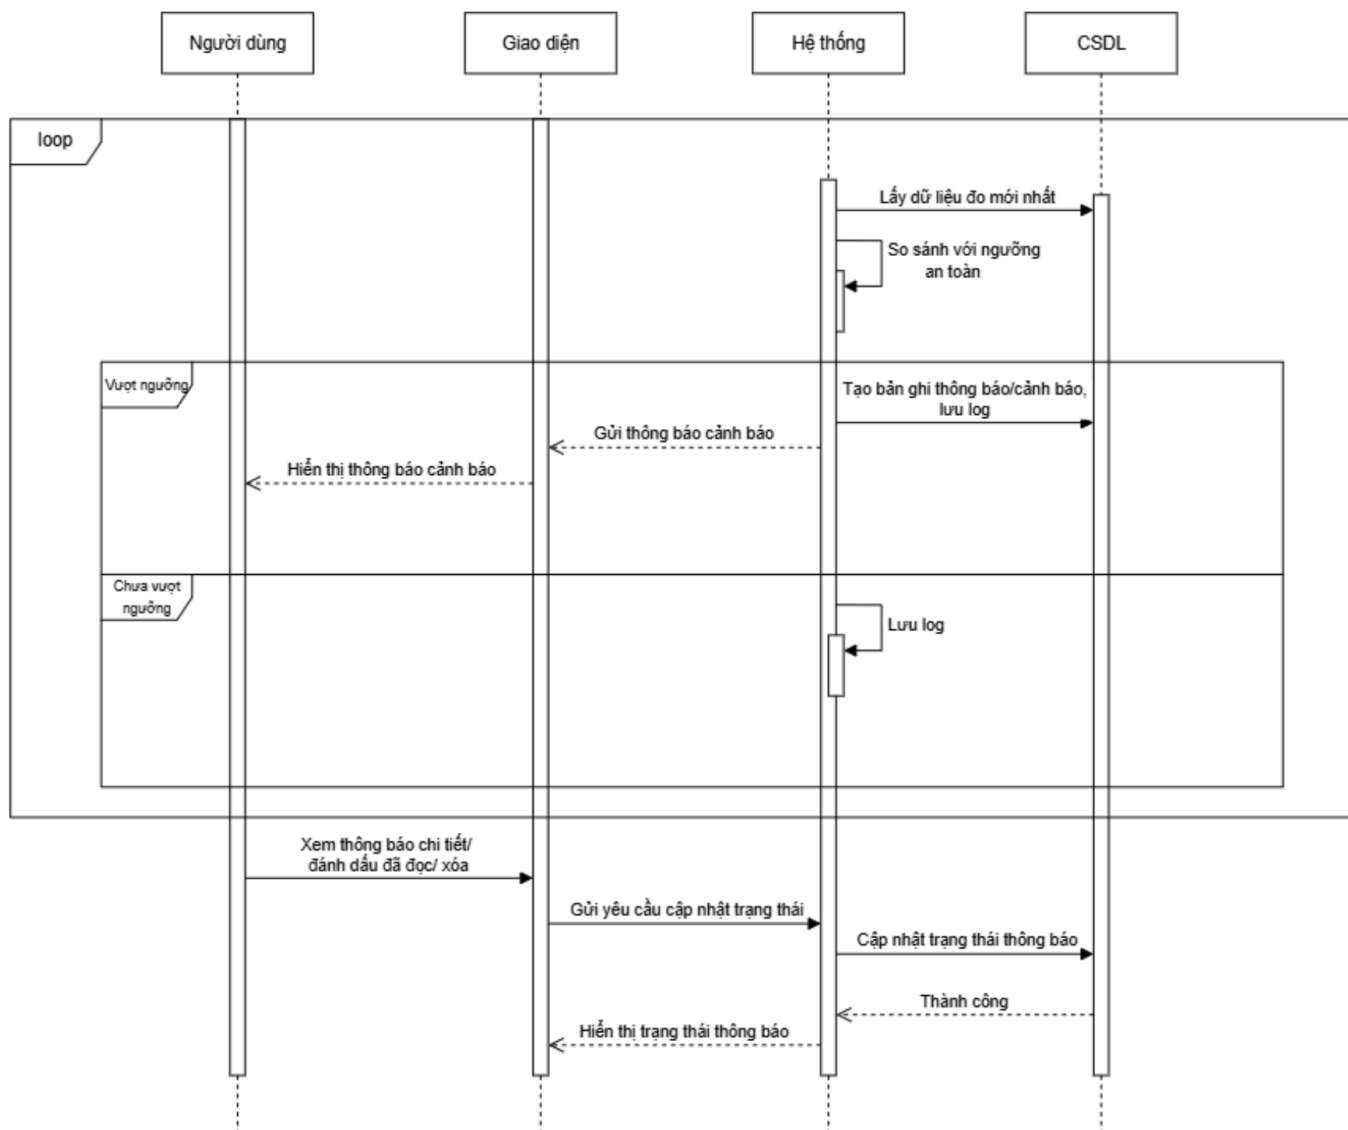 Người dùng
Giao diện
Hệ thống
CSDL
loop
Lấy dữ liệu đo mới nhất
So sánh với ngưỡng
an toàn
Vượt ngưỡng
Tạo bản ghi thông báo/cảnh báo,
lưu log
Gửi thông báo cảnh báo
Hiển thị thông báo cảnh báo
Chưa vượt
ngưỡng
Lưu log
Xem thông báo chi tiết/
đánh dấu đã đọc/ xóa
Gửi yêu cầu cập nhật trạng thái
Cập nhật trạng thái thông báo
Thành công
Hiển thị trạng thái thông báo